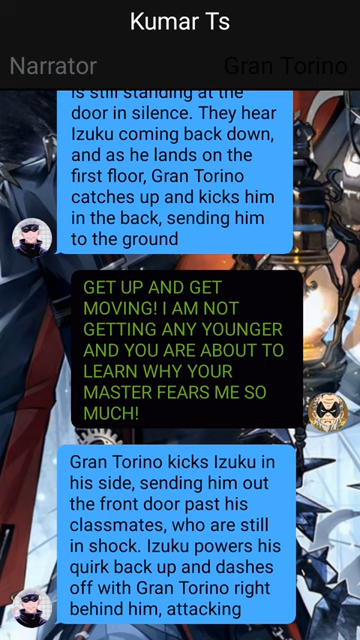 Kumar Ts
Narrator
Gran Torino
is still standing at the
door in silence. They hear
Izuku coming back down,
and as he lands on the
first floor, Gran Torino
catches up and kicks him
in the back, sending him
to the ground
GET UP AND GET
MOVING! I AM NOT
GETTING ANY YOUNGER
AND YOU ARE ABOUT TO
LEARN WHY YOUR
MASTER FEARS ME SO
MUCH!
Gran Torino kicks Izuku in
his side, sending him out
the front door past his
classmates, who are still
in shock. Izuku powers his
quirk back up and dashes
off with Gran Torino right
behind him, attacking